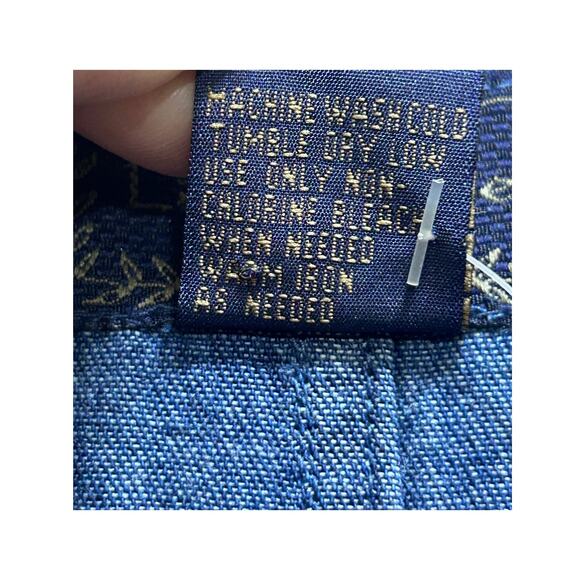 MACHINE WASH COLD
TUMBLE DRY LOW
USE ONLY NON-
CHLORINE BLEACH
WHEN NEEDED
WARM IRON
AS NEEDED